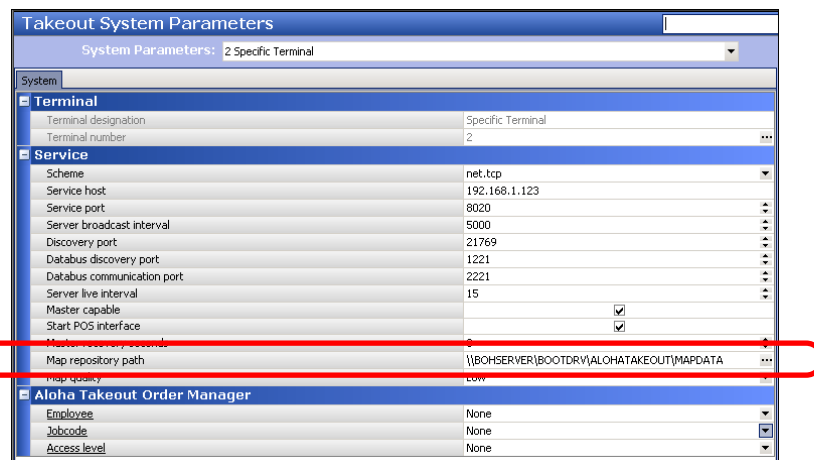 Takeout System Parameters
System Parameters: 2 Specific Terminal
System
Terminal
Terminal designation Specific Terminal
Terminal number 2 ...
Service
Scheme net.tcp
Service host 192.168.1.123
Service port 8020
Server broadcast interval 5000
Discovery port 21769
Databus discovery port 1221
Databus communication port 2221
Server live interval 15
Master capable
Start POS interface
Master recovery seconds
Map repository path \\BOHSERVER\BOOTDRV\ALOHATAKEOUT\MAPDATA ...
Map quality Low
Aloha Takeout Order Manager
Employee None
Jobcode None
Access level None